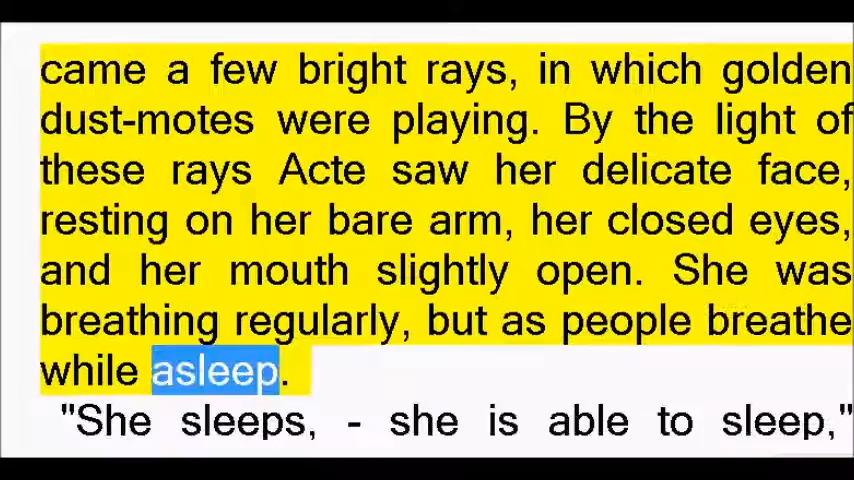 came a few bright rays, in which golden
dust-motes were playing. By the light of
these rays Acte saw her delicate face,
resting on her bare arm, her closed eyes,
and her mouth slightly open. She was
breathing regularly, but as people breathe
while asleep.
"She sleeps, - she is able to sleep,"